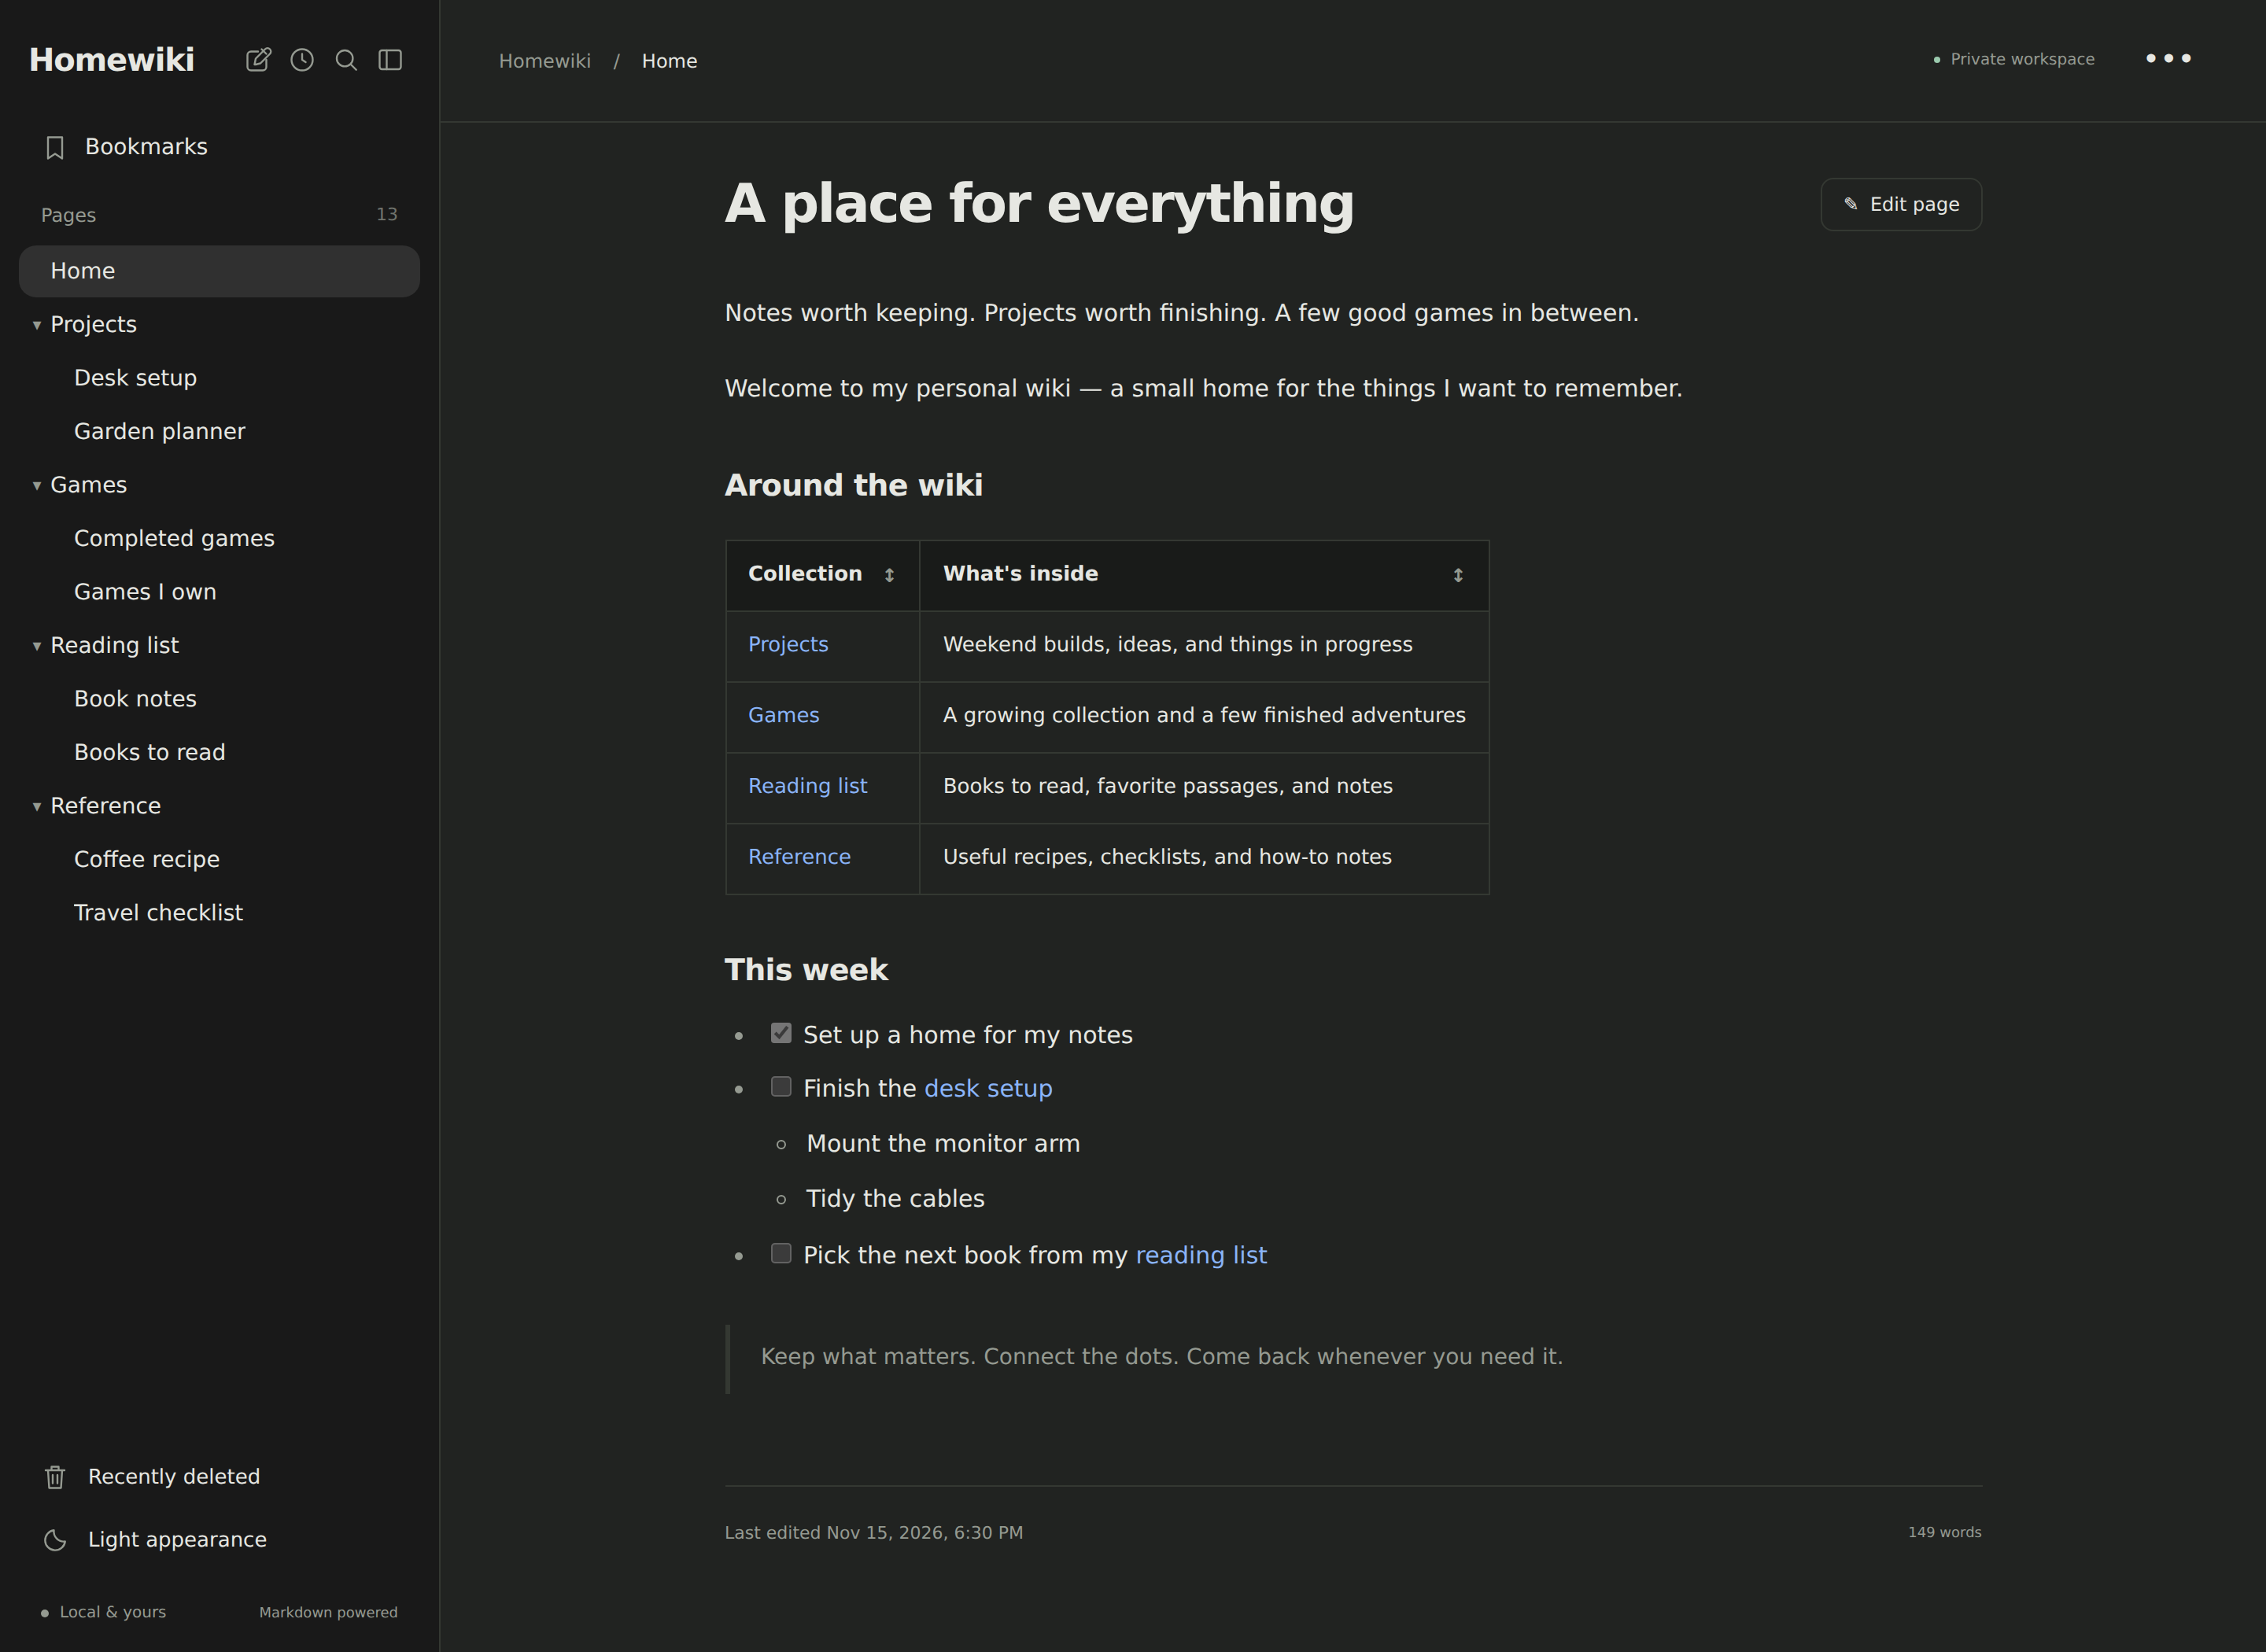 Homewiki
Bookmarks
Pages 13
Home
Projects
Desk setup
Garden planner
Games
Completed games
Games I own
Reading list
Book notes
Books to read
Reference
Coffee recipe
Travel checklist
Recently deleted
Light appearance
Local & yours Markdown powered
Homewiki / Home
Private workspace
A place for everything
Edit page
Notes worth keeping. Projects worth finishing. A few good games in between.
Welcome to my personal wiki — a small home for the things I want to remember.
Around the wiki
Collection What's inside
Projects Weekend builds, ideas, and things in progress
Games A growing collection and a few finished adventures
Reading list Books to read, favorite passages, and notes
Reference Useful recipes, checklists, and how-to notes
This week
Set up a home for my notes
Finish the desk setup
Mount the monitor arm
Tidy the cables
Pick the next book from my reading list
Keep what matters. Connect the dots. Come back whenever you need it.
Last edited Nov 15, 2026, 6:30 PM 149 words